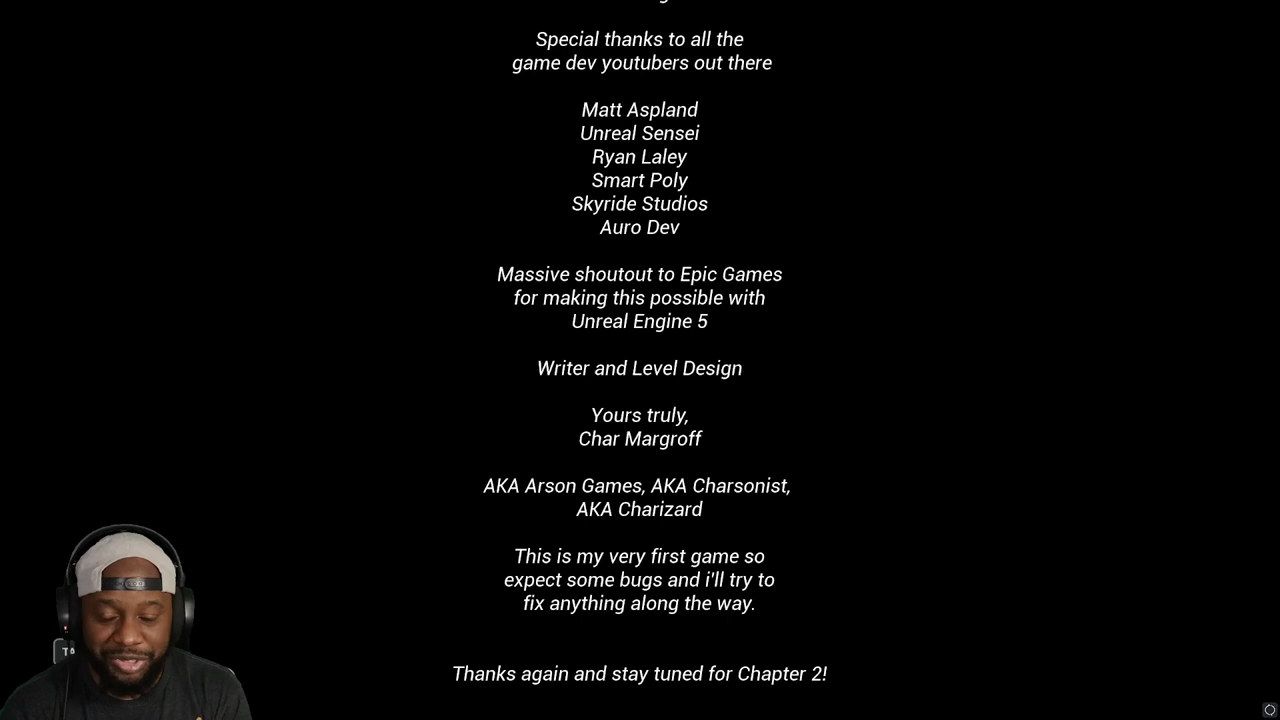 Special thanks to all the
game dev youtubers out there
Matt Aspland
Unreal Sensei
Ryan Laley
Smart Poly
Skyride Studios
Auro Dev
Massive shoutout to Epic Games
for making this possible with
Unreal Engine 5
Writer and Level Design
Yours truly,
Char Margroff
AKA Arson Games, AKA Charsonist,
AKA Charizard
This is my very first game so
expect some bugs and i'll try to
fix anything along the way.
Thanks again and stay tuned for Chapter 2!